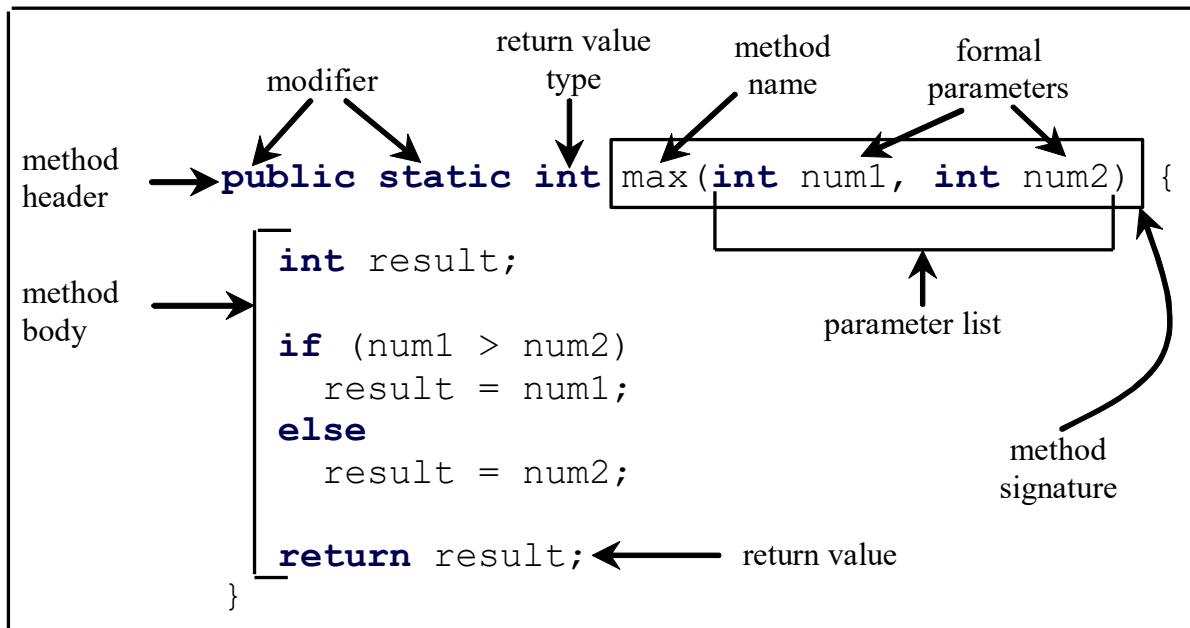 return value
type
method
name
formal
parameters
modifier
method
header
public static int max(int num1, int num2) {
int result;
method
body
parameter list
if (num1 > num2)
result = num1;
else
result = num2;
method
signature
return result;
return value
}